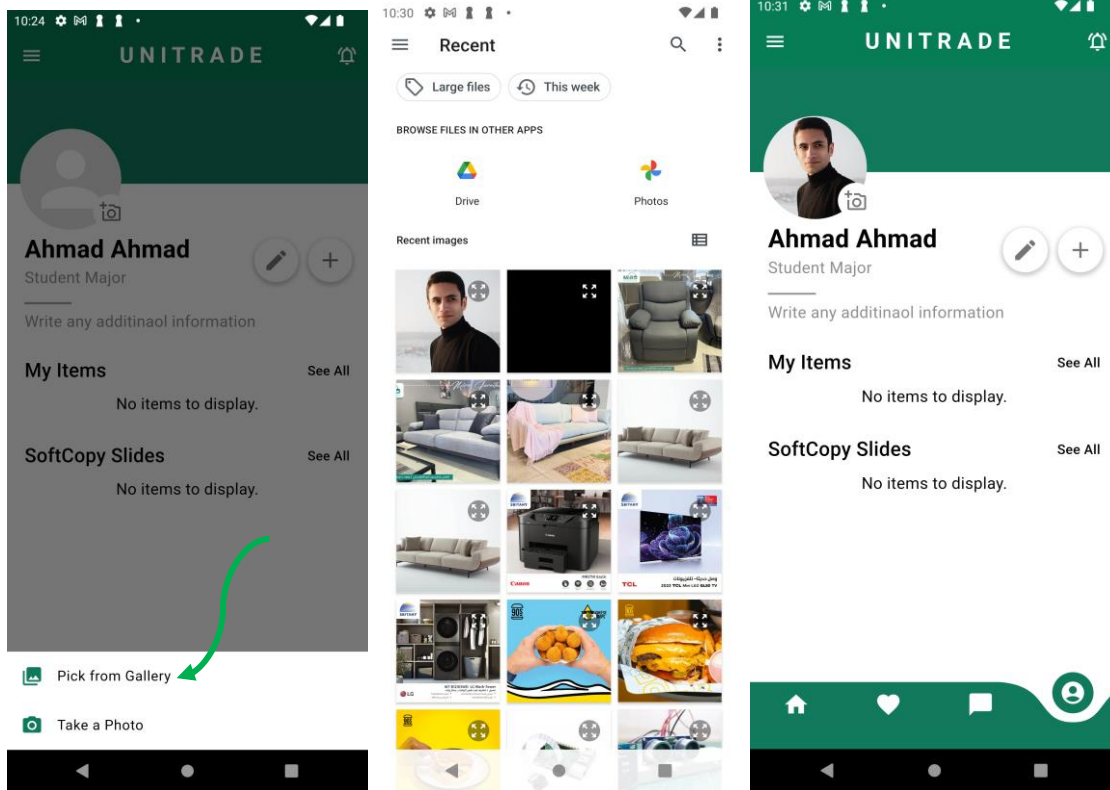 10:24
UNITRADE
Ahmad Ahmad
Student Major
Write any additinaol information
My Items See All
No items to display.
SoftCopy Slides See All
No items to display.
Pick from Gallery
Take a Photo
10:30
Recent
Large files This week
BROWSE FILES IN OTHER APPS
Drive Photos
Recent images
Canon
TCL
LG
10:31
UNITRADE
Ahmad Ahmad
Student Major
Write any additinaol information
My Items See All
No items to display.
SoftCopy Slides See All
No items to display.